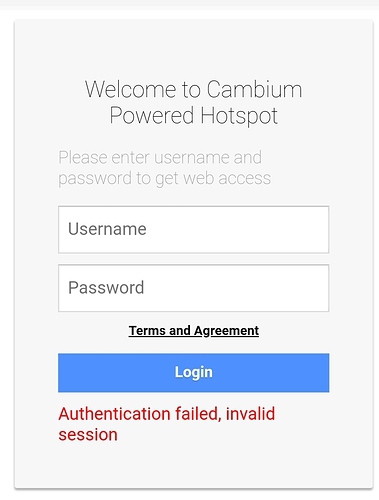 Welcome to Cambium
Powered Hotspot
Please enter username and
password to get web access
Username
Password
Terms and Agreement
Login
Authentication failed, invalid
session